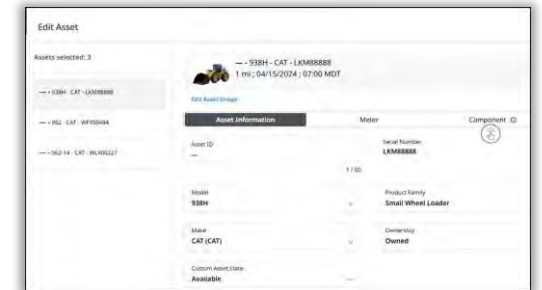 Edit Asset
Assets selected: 3
— - 938H - CAT - LKM88888
1 mi ; 04/15/2024 ; 07:00 MDT
— - 938H - CAT - LKM88888
Edit Asset Image
Asset Information
Meter
Component
Asset ID
—
1 / 50
Serial Number
LKM88888
Model
938H
Product Family
Small Wheel Loader
Make
CAT (CAT)
Ownership
Owned
Custom Asset State
Available